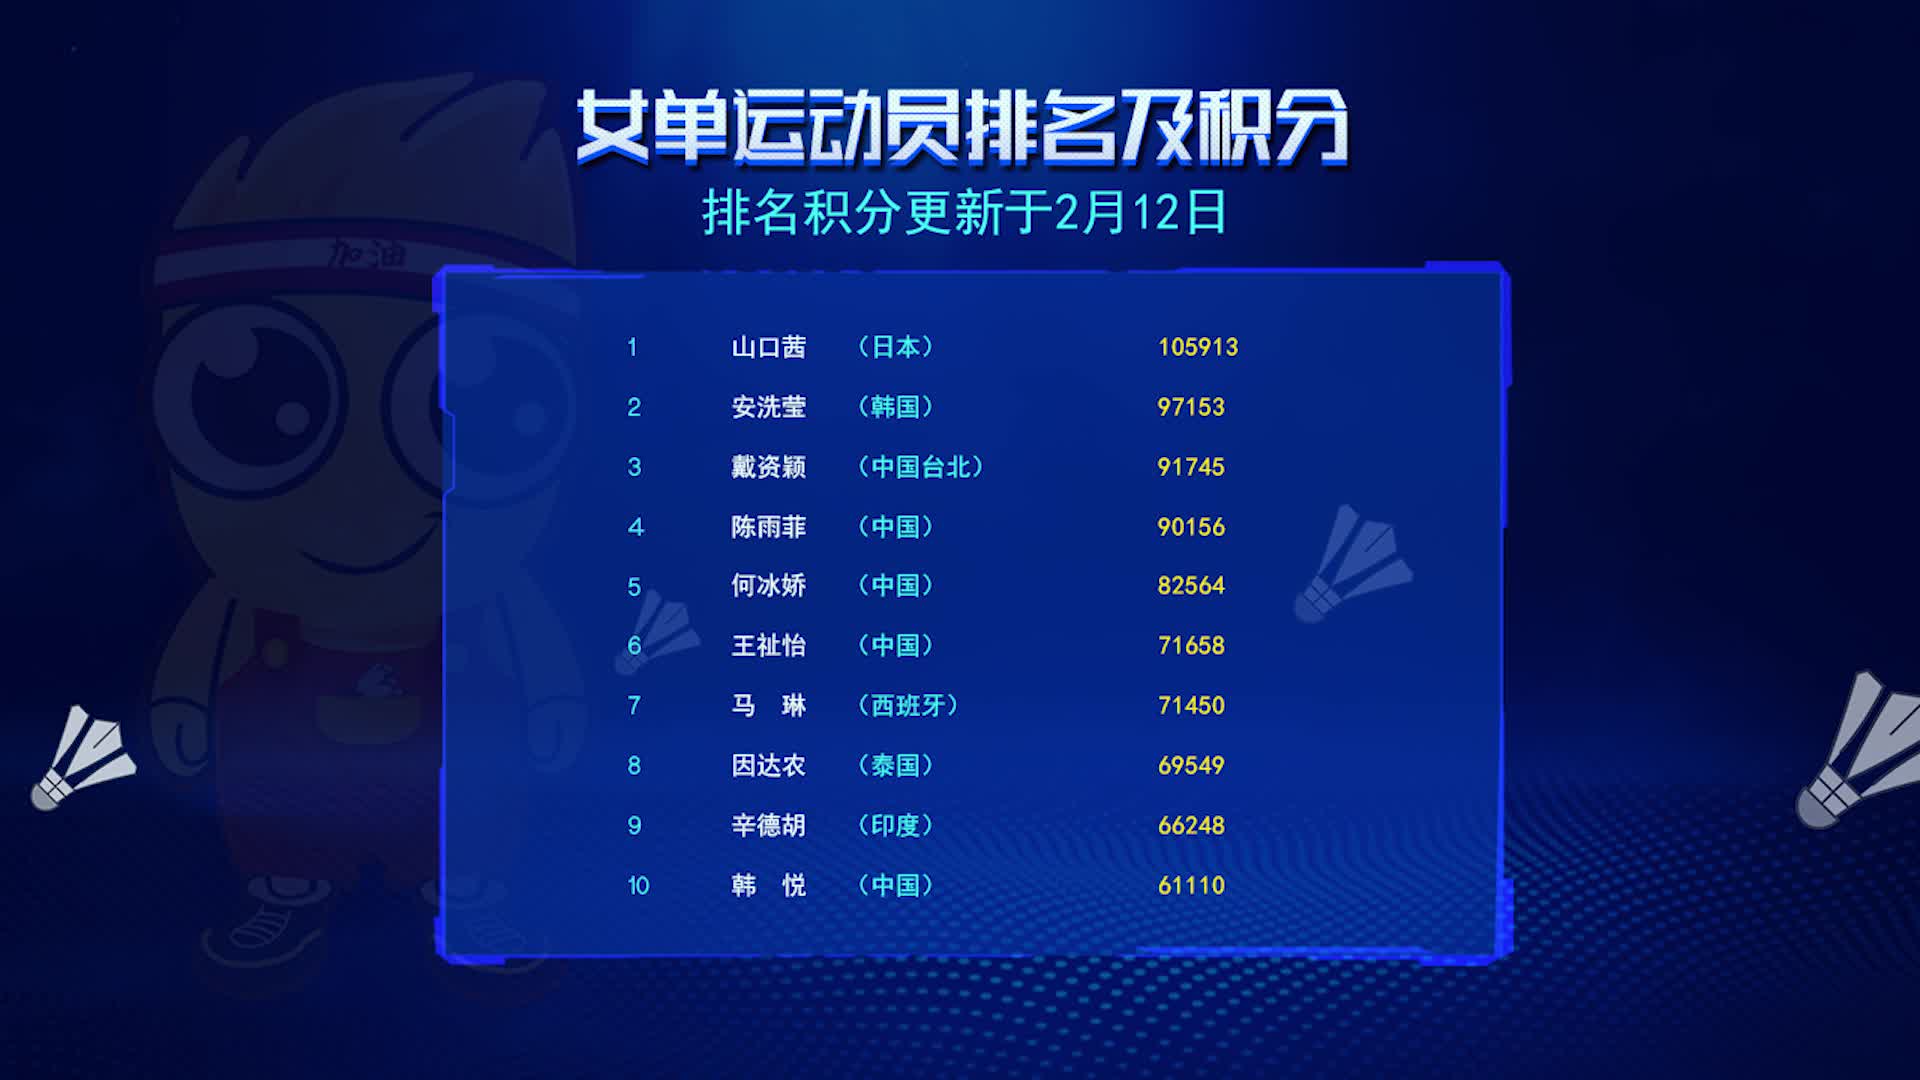 女单运动员排名及积分
排名积分更新于2月12日
加油
1 山口茜 （日本） 105913
2 安洗莹 （韩国） 97153
3 戴资颖 （中国台北） 91745
4 陈雨菲 （中国） 90156
5 何冰娇 （中国） 82564
6 王祉怡 （中国） 71658
7 马 琳 （西班牙） 71450
8 因达农 （泰国） 69549
9 辛德胡 （印度） 66248
10 韩 悦 （中国） 61110